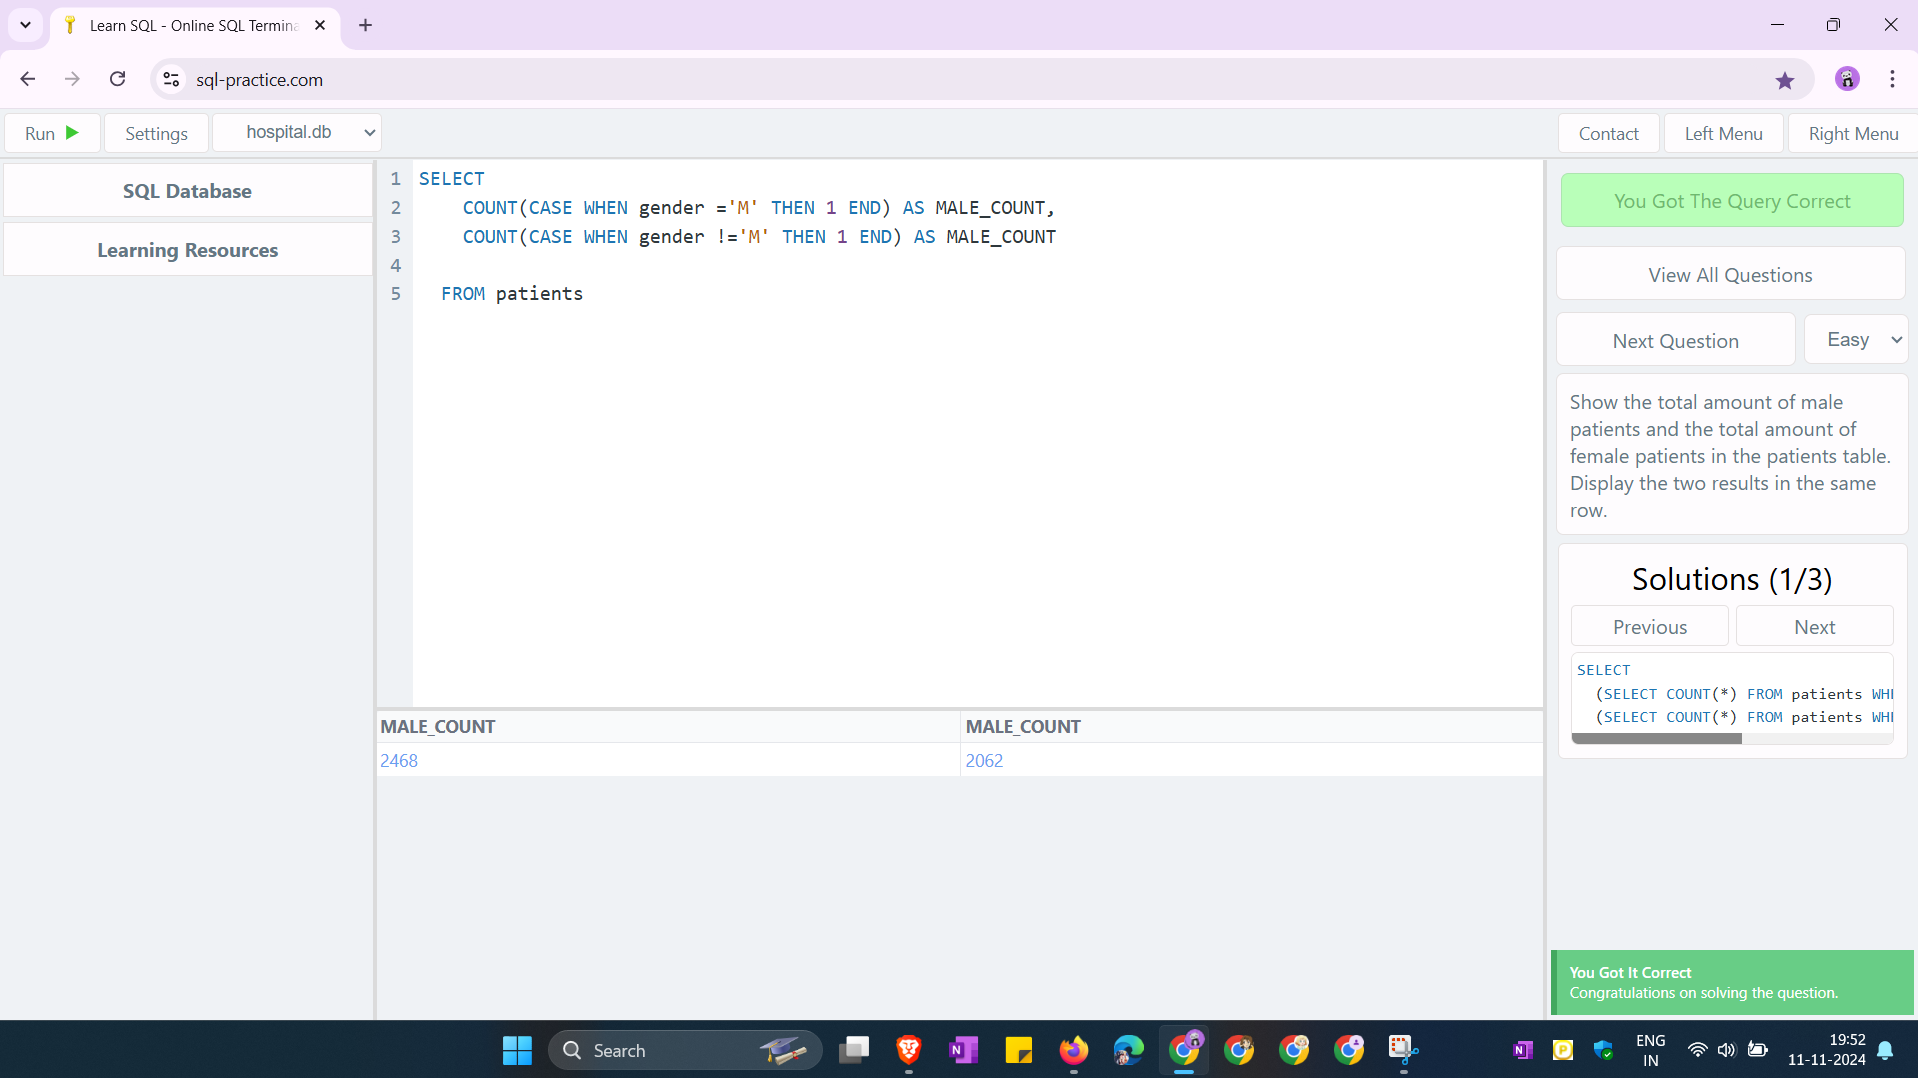 Learn SQL - Online SQL Termina
sql-practice.com
Run
Settings
hospital.db
Contact
Left Menu
Right Menu
SQL Database
Learning Resources
1 SELECT
2 COUNT(CASE WHEN gender ='M' THEN 1 END) AS MALE_COUNT,
3 COUNT(CASE WHEN gender !='M' THEN 1 END) AS MALE_COUNT
4
5 FROM patients
MALE_COUNT MALE_COUNT
2468 2062
You Got The Query Correct
View All Questions
Next Question
Easy
Show the total amount of male
patients and the total amount of
female patients in the patients table.
Display the two results in the same
row.
Solutions (1/3)
Previous
Next
SELECT
(SELECT COUNT(*) FROM patients WHE
(SELECT COUNT(*) FROM patients WHE
You Got It Correct
Congratulations on solving the question.
Search
ENG
IN
19:52
11-11-2024